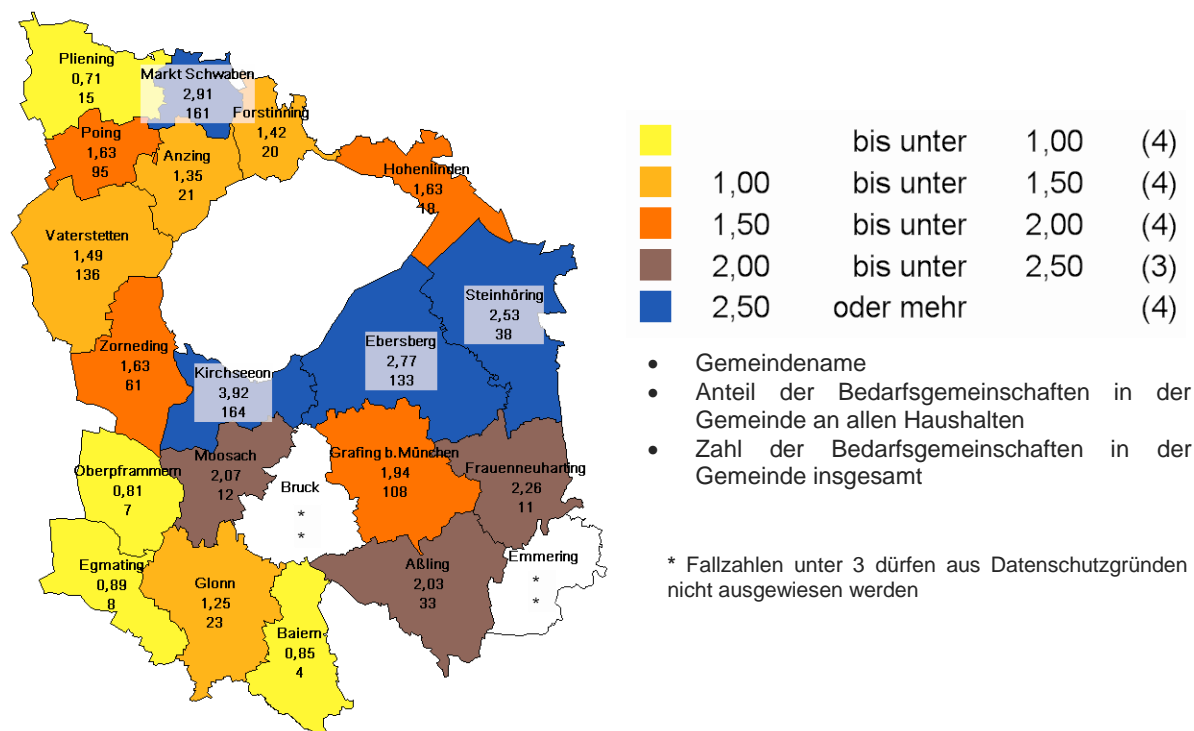 Pliening
0,71
15
Markt Schwaben
2,91
161
Forstinning
1,42
20
Poing
1,63
95
Anzing
1,35
21
Hohenlinden
1,63
18
Vaterstetten
1,49
136
Steinhöring
2,53
38
Zorneding
1,63
61
Ebersberg
2,77
133
Kirchseeon
3,92
164
Oberpframmern
0,81
7
Moosach
2,07
12
Bruck
*
*
Grafing b.München
1,94
108
Frauenneuharting
2,26
11
Egmating
0,89
8
Glonn
1,25
23
Baiern
0,85
4
Aßling
2,03
33
Emmering
*
*
bis unter 1,00 (4)
1,00 bis unter 1,50 (4)
1,50 bis unter 2,00 (4)
2,00 bis unter 2,50 (3)
2,50 oder mehr (4)
• Gemeindename
• Anteil der Bedarfsgemeinschaften in der
Gemeinde an allen Haushalten
• Zahl der Bedarfsgemeinschaften in der
Gemeinde insgesamt
* Fallzahlen unter 3 dürfen aus Datenschutzgründen
nicht ausgewiesen werden